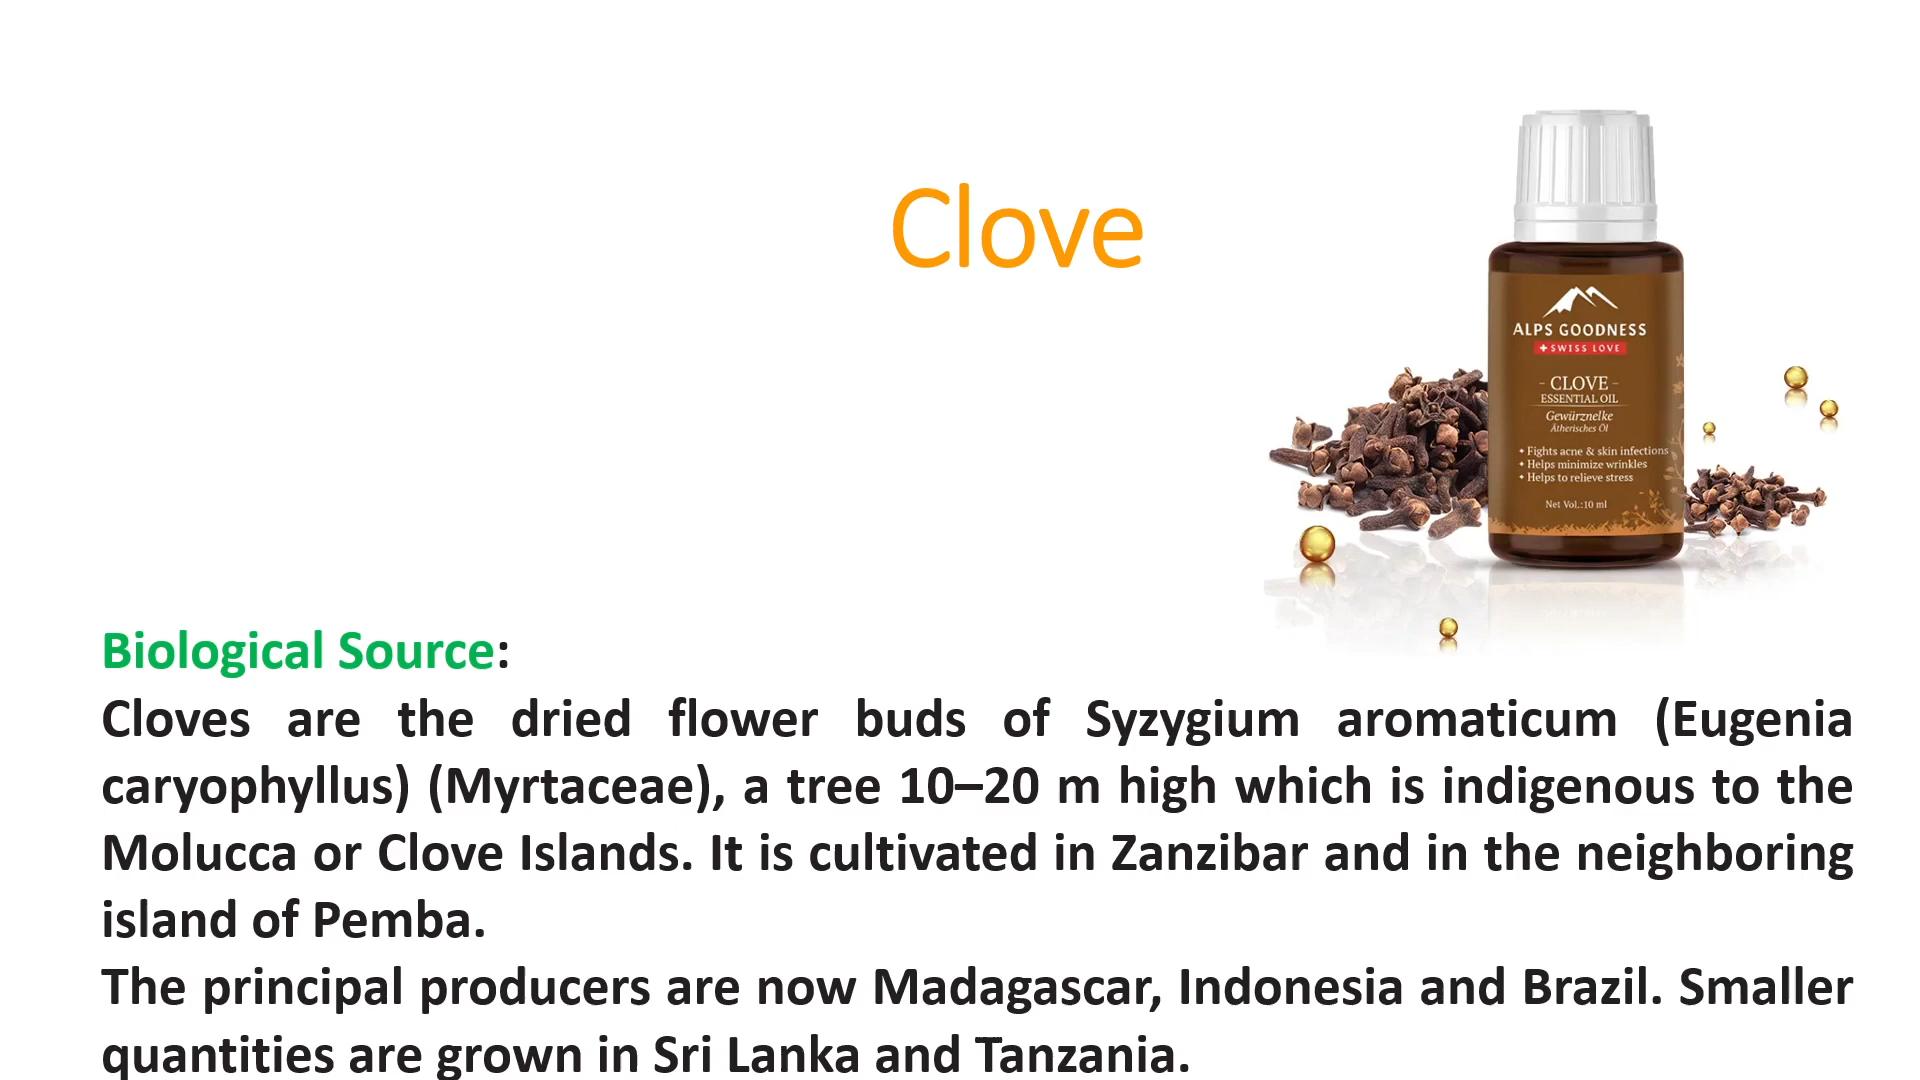 Clove
ALPS GOODNESS
SWISS LOVE
- CLOVE -
ESSENTIAL OIL
Gewürznelke
Ätherisches Öl
Fights acne & skin infections
Helps minimize wrinkles
Helps to relieve stress
Net Vol.:10 ml
Biological Source:
Cloves are the dried flower buds of Syzygium aromaticum (Eugenia
caryophyllus) (Myrtaceae), a tree 10–20 m high which is indigenous to the
Molucca or Clove Islands. It is cultivated in Zanzibar and in the neighboring
island of Pemba.
The principal producers are now Madagascar, Indonesia and Brazil. Smaller
quantities are grown in Sri Lanka and Tanzania.